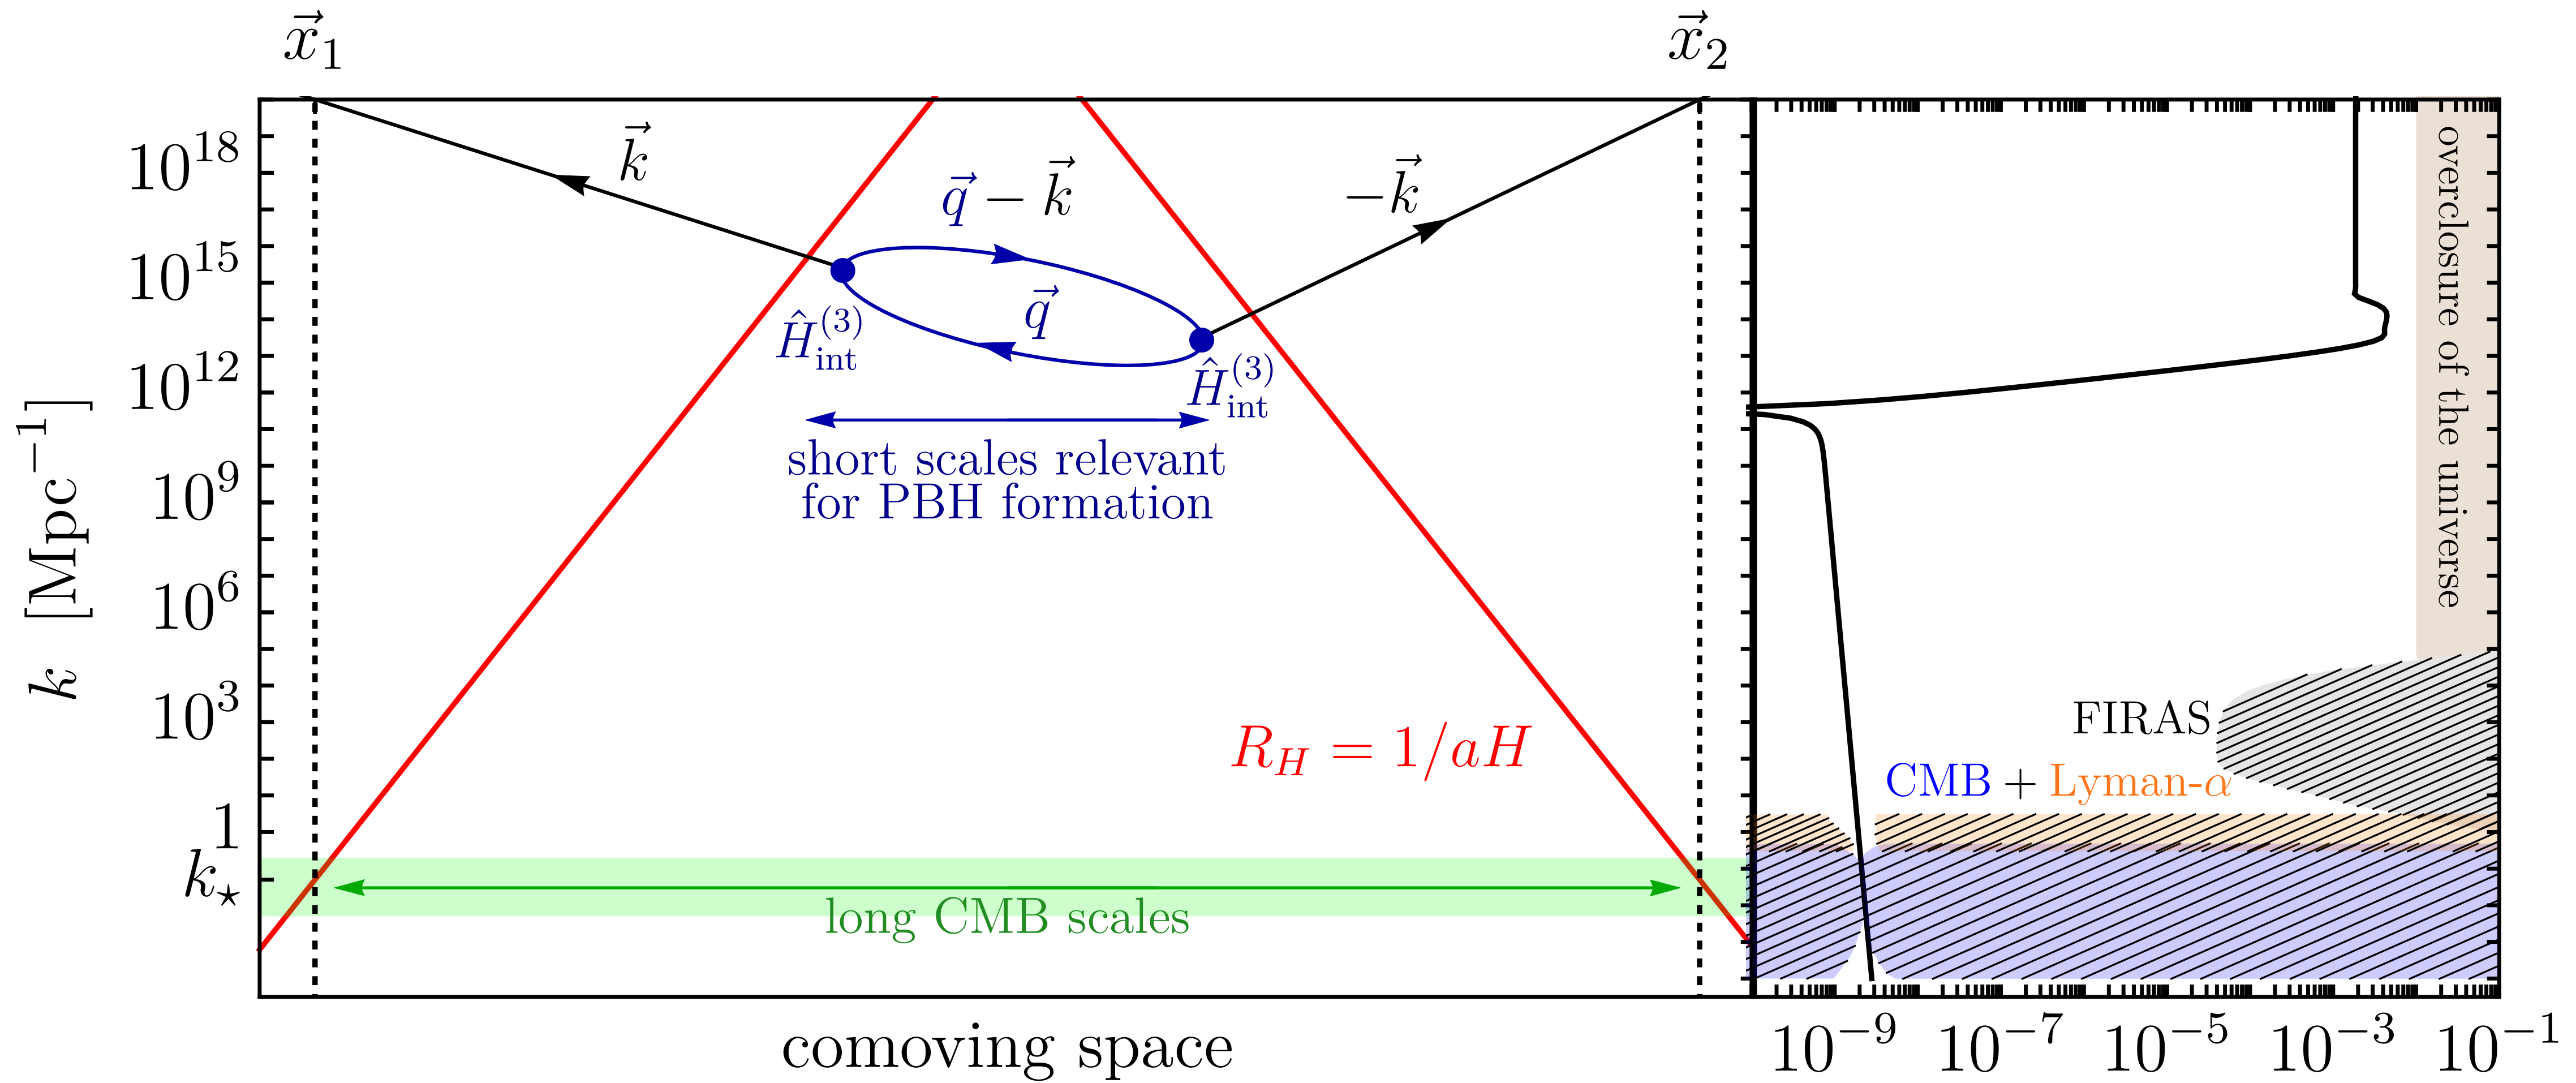 x⃗₁
x⃗₂
k [Mpc⁻¹]
10¹⁸
10¹⁵
10¹²
10⁹
10⁶
10³
1
k⋆
k⃗
q⃗ − k⃗
−k⃗
q⃗
Ĥ⁽³⁾int
Ĥ⁽³⁾int
short scales relevant
for PBH formation
R_H = 1/aH
long CMB scales
comoving space
overclosure of the universe
FIRAS
CMB + Lyman-α
10⁻⁹
10⁻⁷
10⁻⁵
10⁻³
10⁻¹